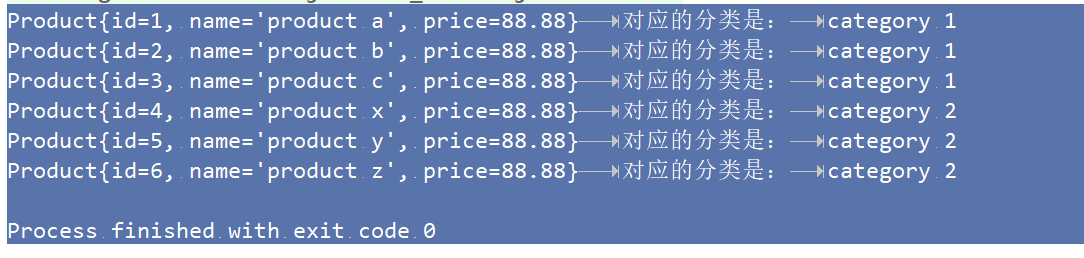 Product{id=1, name='product a', price=88.88}	对应的分类是：	category 1
Product{id=2, name='product b', price=88.88}	对应的分类是：	category 1
Product{id=3, name='product c', price=88.88}	对应的分类是：	category 1
Product{id=4, name='product x', price=88.88}	对应的分类是：	category 2
Product{id=5, name='product y', price=88.88}	对应的分类是：	category 2
Product{id=6, name='product z', price=88.88}	对应的分类是：	category 2
Process finished with exit code 0